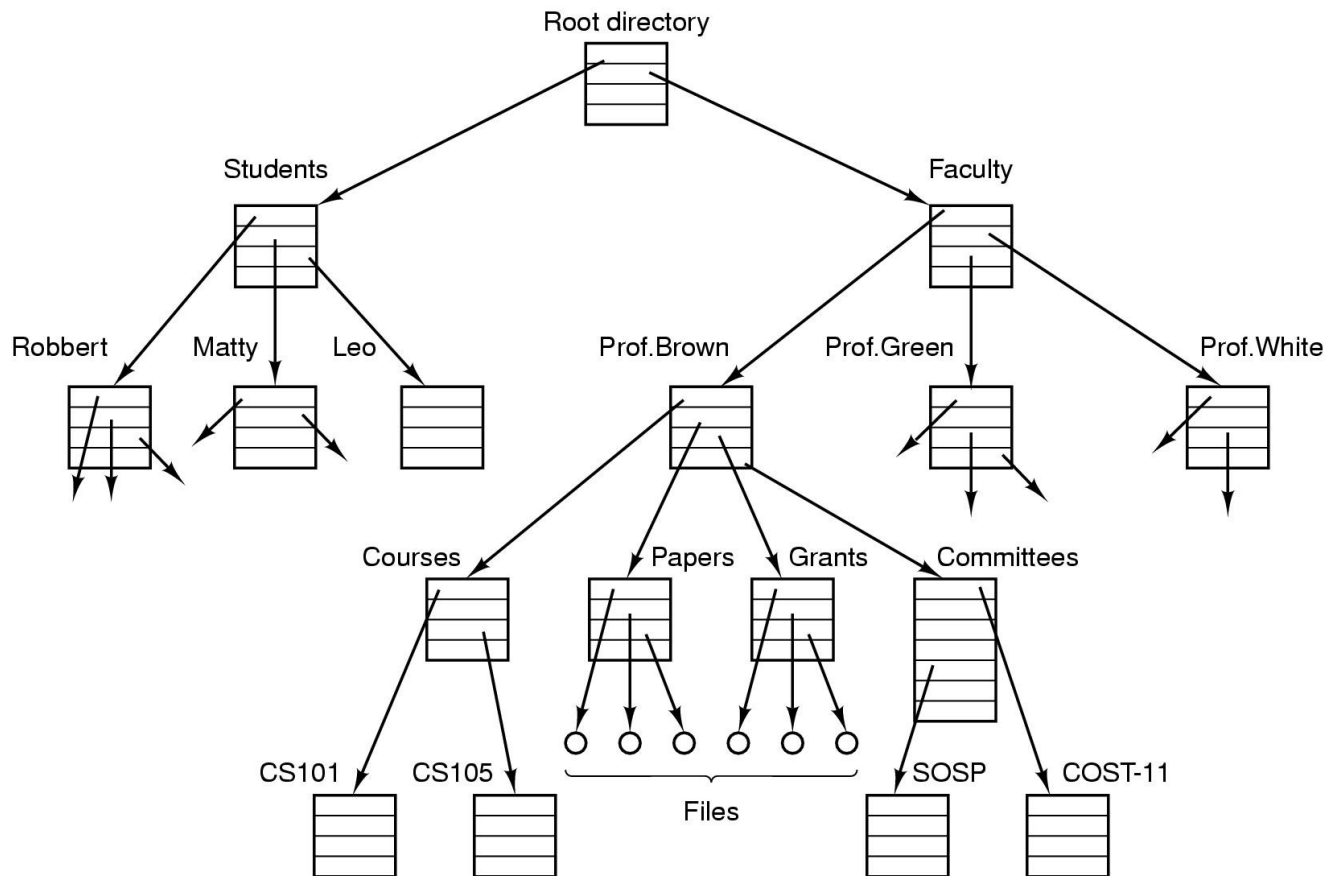 Root directory
Students
Faculty
Robbert
Matty
Leo
Prof.Brown
Prof.Green
Prof.White
Courses
Papers
Grants
Committees
CS101
CS105
SOSP
COST-11
Files